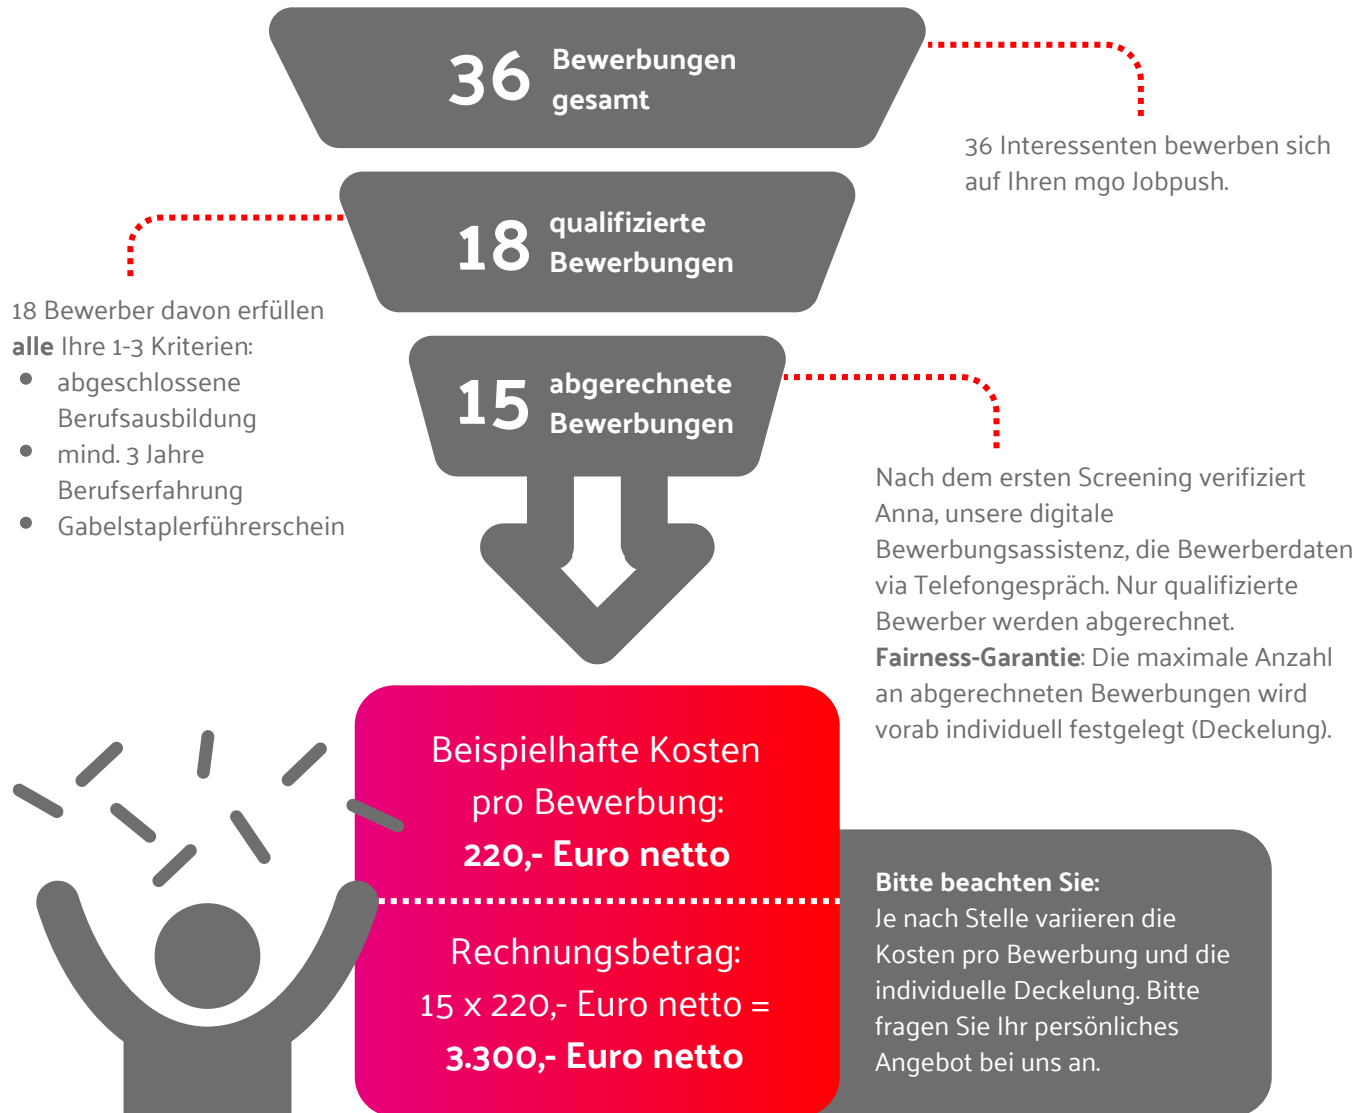 36 Bewerbungen
gesamt
36 Interessenten bewerben sich
auf Ihren mgo Jobpush.
18 qualifizierte
Bewerbungen
18 Bewerber davon erfüllen
alle Ihre 1-3 Kriterien:
• abgeschlossene
Berufsausbildung
• mind. 3 Jahre
Berufserfahrung
• Gabelstaplerführerschein
15 abgerechnete
Bewerbungen
Nach dem ersten Screening verifiziert
Anna, unsere digitale
Bewerbungsassistenz, die Bewerberdaten
via Telefongespräch. Nur qualifizierte
Bewerber werden abgerechnet.
Fairness-Garantie: Die maximale Anzahl
an abgerechneten Bewerbungen wird
vorab individuell festgelegt (Deckelung).
Beispielhafte Kosten
pro Bewerbung:
220,- Euro netto
Rechnungsbetrag:
15 x 220,- Euro netto =
3.300,- Euro netto
Bitte beachten Sie:
Je nach Stelle variieren die
Kosten pro Bewerbung und die
individuelle Deckelung. Bitte
fragen Sie Ihr persönliches
Angebot bei uns an.